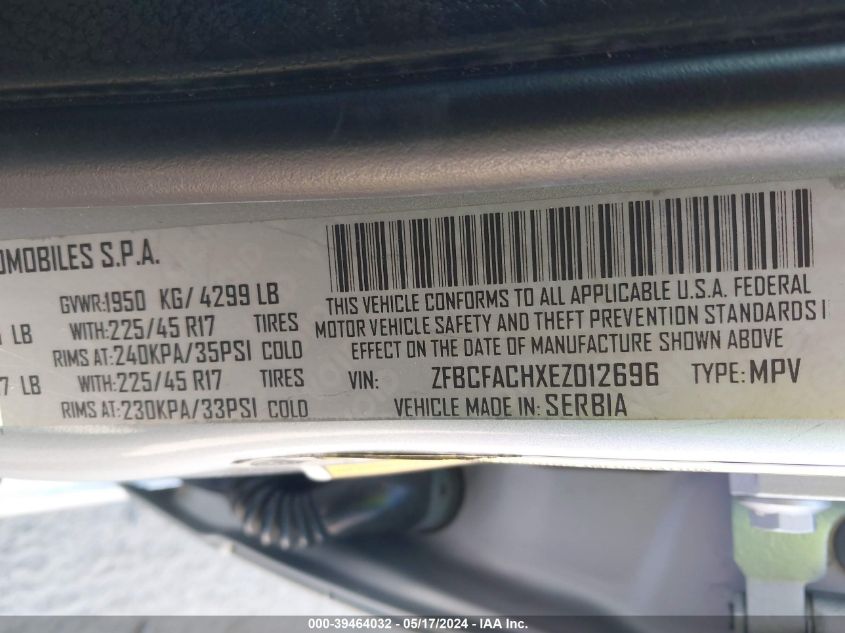 OMOBILES S.P.A.
GVWR:1950 KG/ 4299 LB
LB WITH:225/45 R17 TIRES
RIMS AT:240KPA/35PSI COLD
7 LB WITH:225/45 R17 TIRES
RIMS AT:230KPA/33PSI COLD
THIS VEHICLE CONFORMS TO ALL APPLICABLE U.S.A. FEDERAL
MOTOR VEHICLE SAFETY AND THEFT PREVENTION STANDARDS I
EFFECT ON THE DATE OF MANUFACTURE SHOWN ABOVE
VIN: ZFBCFACHXEZ012696 TYPE:MPV
VEHICLE MADE IN: SERBIA
000-39464032 - 05/17/2024 - IAA, Inc.